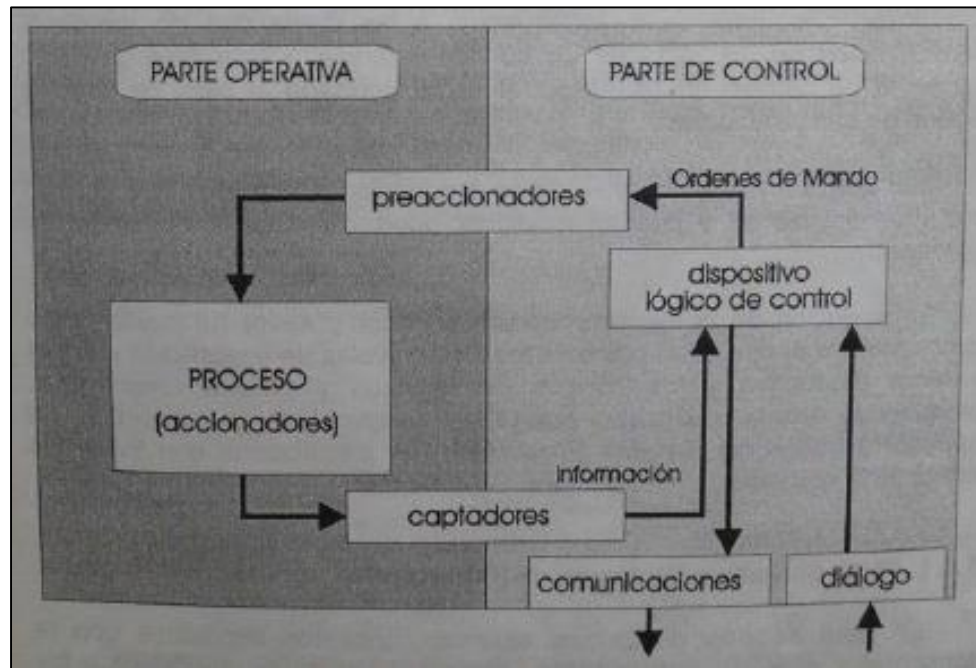 PARTE OPERATIVA
PARTE DE CONTROL
preaccionadores
Ordenes de Mando
dispositivo
lógico de control
PROCESO
(accionadores)
información
captadores
comunicaciones
diálogo